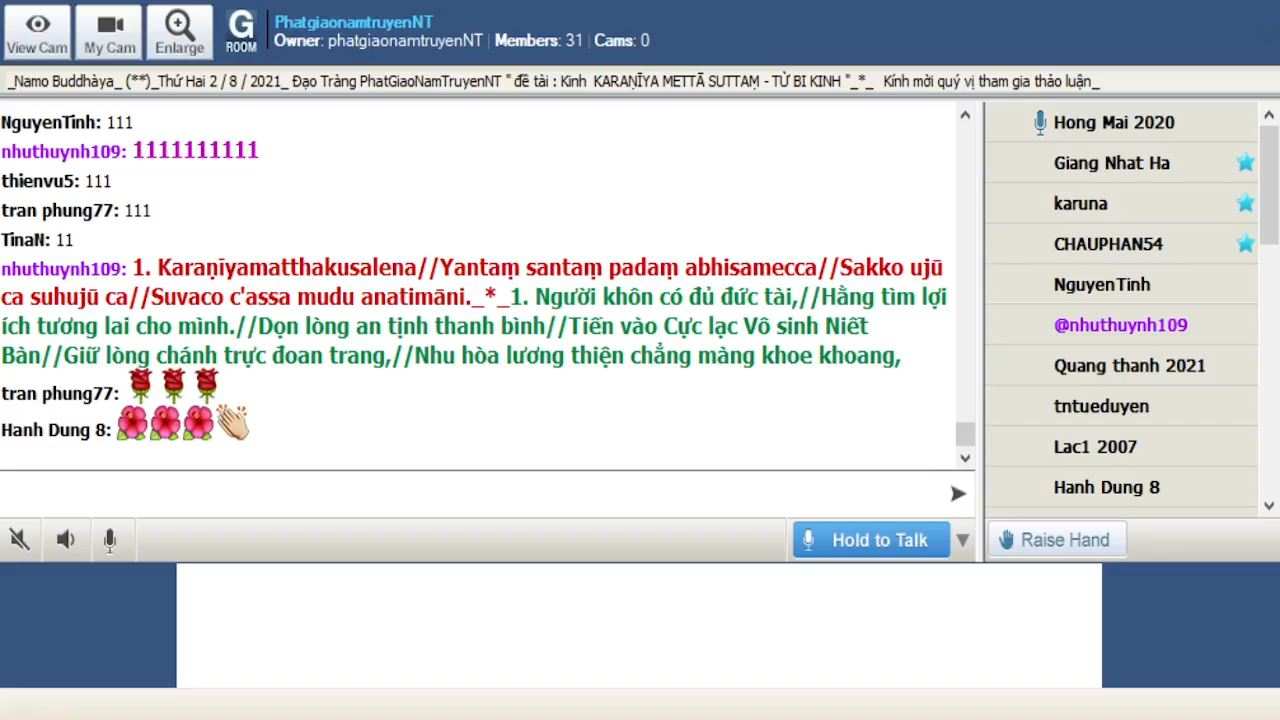 View Cam
My Cam
Enlarge
G
ROOM
PhatgiaonamtruyenNT
Owner: phatgiaonamtruyenNT | Members: 31 | Cams: 0
_Namo Buddhàya_ (**)_Thứ Hai 2 / 8 / 2021_ Đạo Tràng PhatGiaoNamTruyenNT " đề tài : Kinh KARAṆĪYA METTĀ SUTTAṂ - TỪ BI KINH "_*_ Kính mời quý vị tham gia thảo luận_
NguyenTinh: 111
nhuthuynh109: 1111111111
thienvu5: 111
tran phung77: 111
TinaN: 11
nhuthuynh109: 1. Karaṇīyamatthakusalena//Yantaṃ santaṃ padaṃ abhisamecca//Sakko ujū
ca suhujū ca//Suvaco c'assa mudu anatimāni._*_1. Người khôn có đủ đức tài,//Hằng tìm lợi
ích tương lai cho mình.//Dọn lòng an tịnh thanh bình//Tiến vào Cực lạc Vô sinh Niết
Bàn//Giữ lòng chánh trực đoan trang,//Nhu hòa lương thiện chẳng màng khoe khoang,
tran phung77:
Hanh Dung 8:
Hong Mai 2020
Giang Nhat Ha
karuna
CHAUPHAN54
NguyenTinh
@nhuthuynh109
Quang thanh 2021
tntueduyen
Lac1 2007
Hanh Dung 8
Hold to Talk
Raise Hand